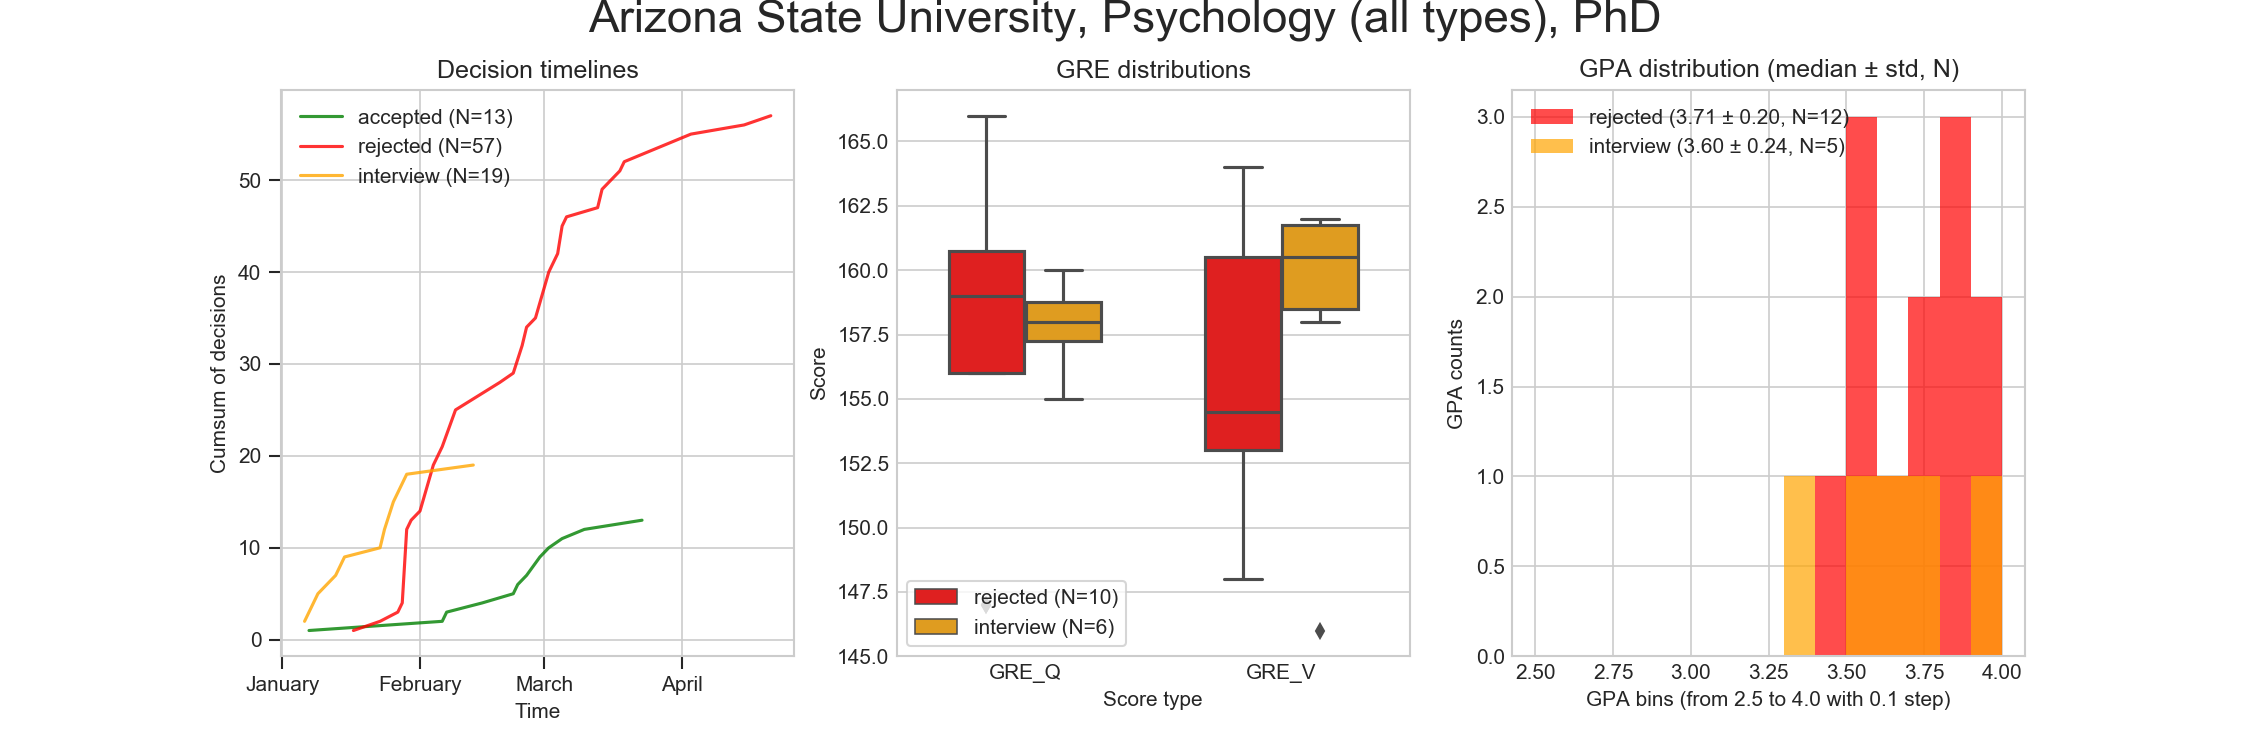 Arizona State University, Psychology (all types), PhD
Decision timelines
accepted (N=13)
rejected (N=57)
interview (N=19)
50
40
30
20
10
0
Cumsum of decisions
January February March April
Time
GRE distributions
165.0
162.5
160.0
157.5
155.0
152.5
150.0
147.5
145.0
Score
rejected (N=10)
interview (N=6)
GRE_Q GRE_V
Score type
GPA distribution (median ± std, N)
rejected (3.71 ± 0.20, N=12)
interview (3.60 ± 0.24, N=5)
3.0
2.5
2.0
1.5
1.0
0.5
0.0
GPA counts
2.50 2.75 3.00 3.25 3.50 3.75 4.00
GPA bins (from 2.5 to 4.0 with 0.1 step)